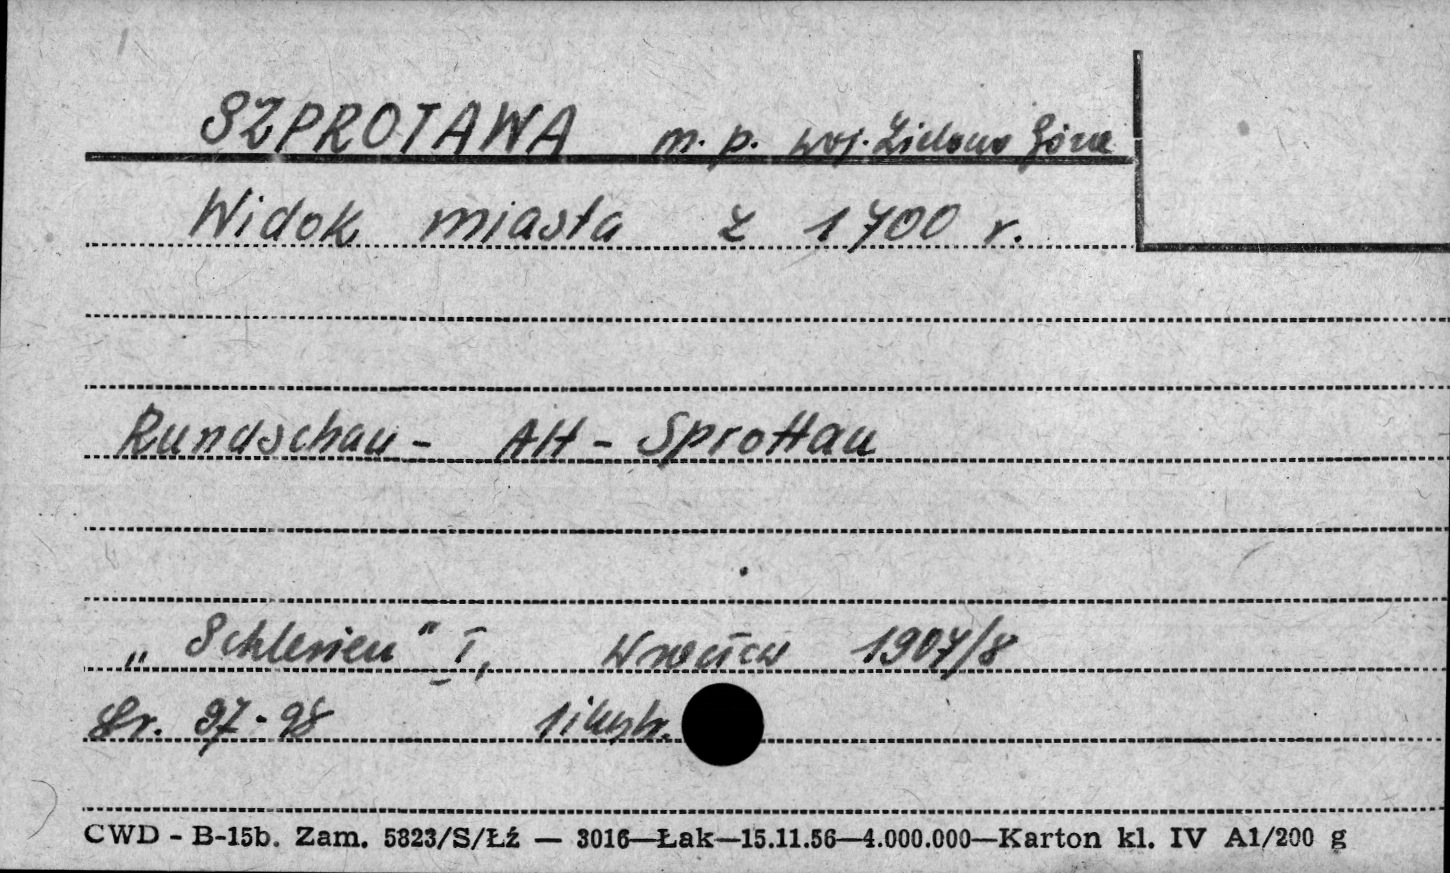 SZPROTAWA m. p. woj. Zielona Góra
Widok miasta z 1700 r.
Rundschau - Alt - Sprottau
„Schlesien" I, Wrocław 1907/8
str. 97-98 1 ilustr.
CWD - B-15b. Zam. 5823/S/Łź — 3016—Łak—15.11.56—4.000.000—Karton kl. IV A1/200 g